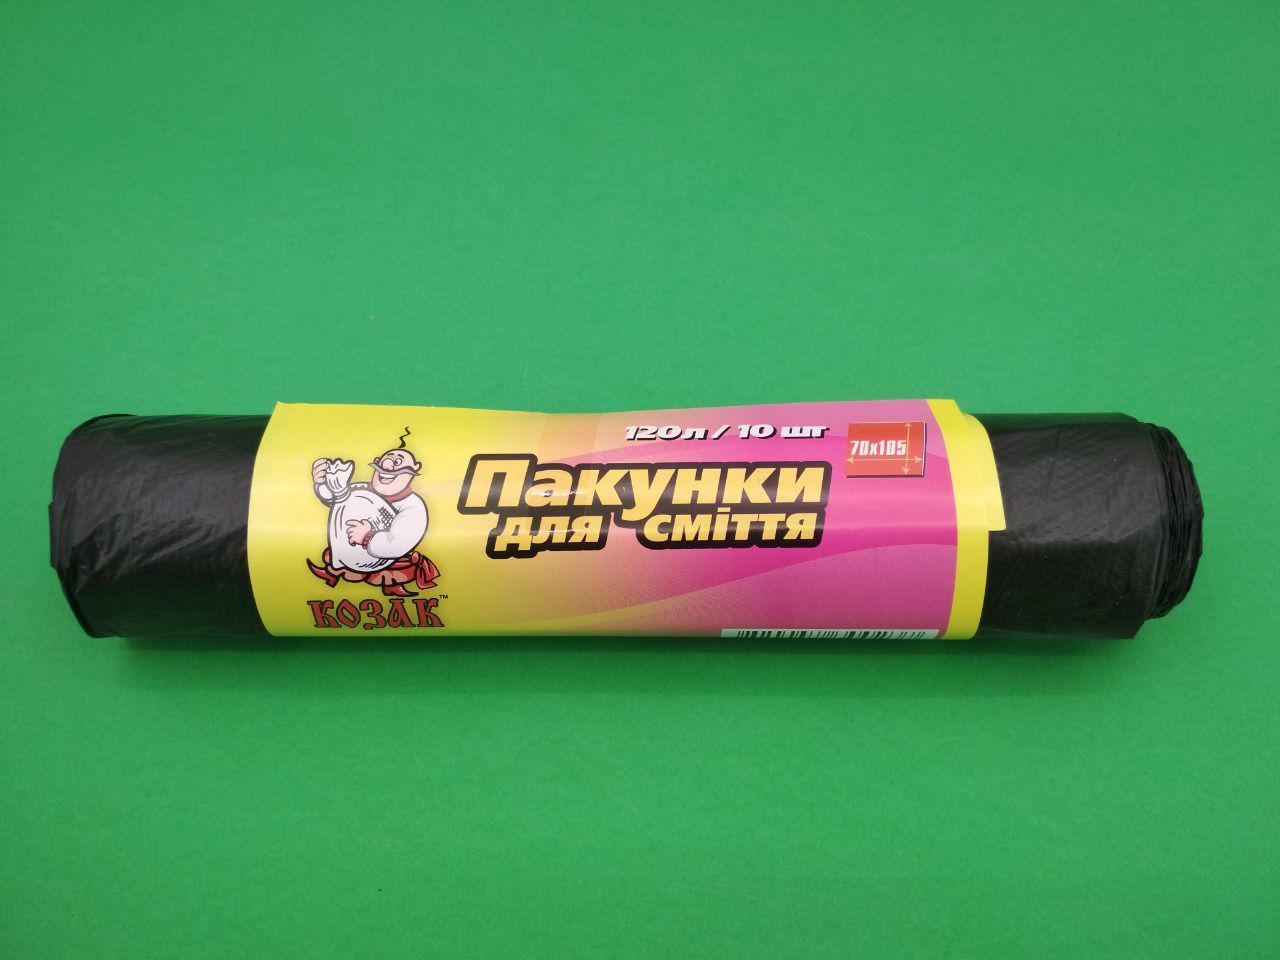 120л / 10 шт
70x105
Пакунки
для сміття
КОЗАК™